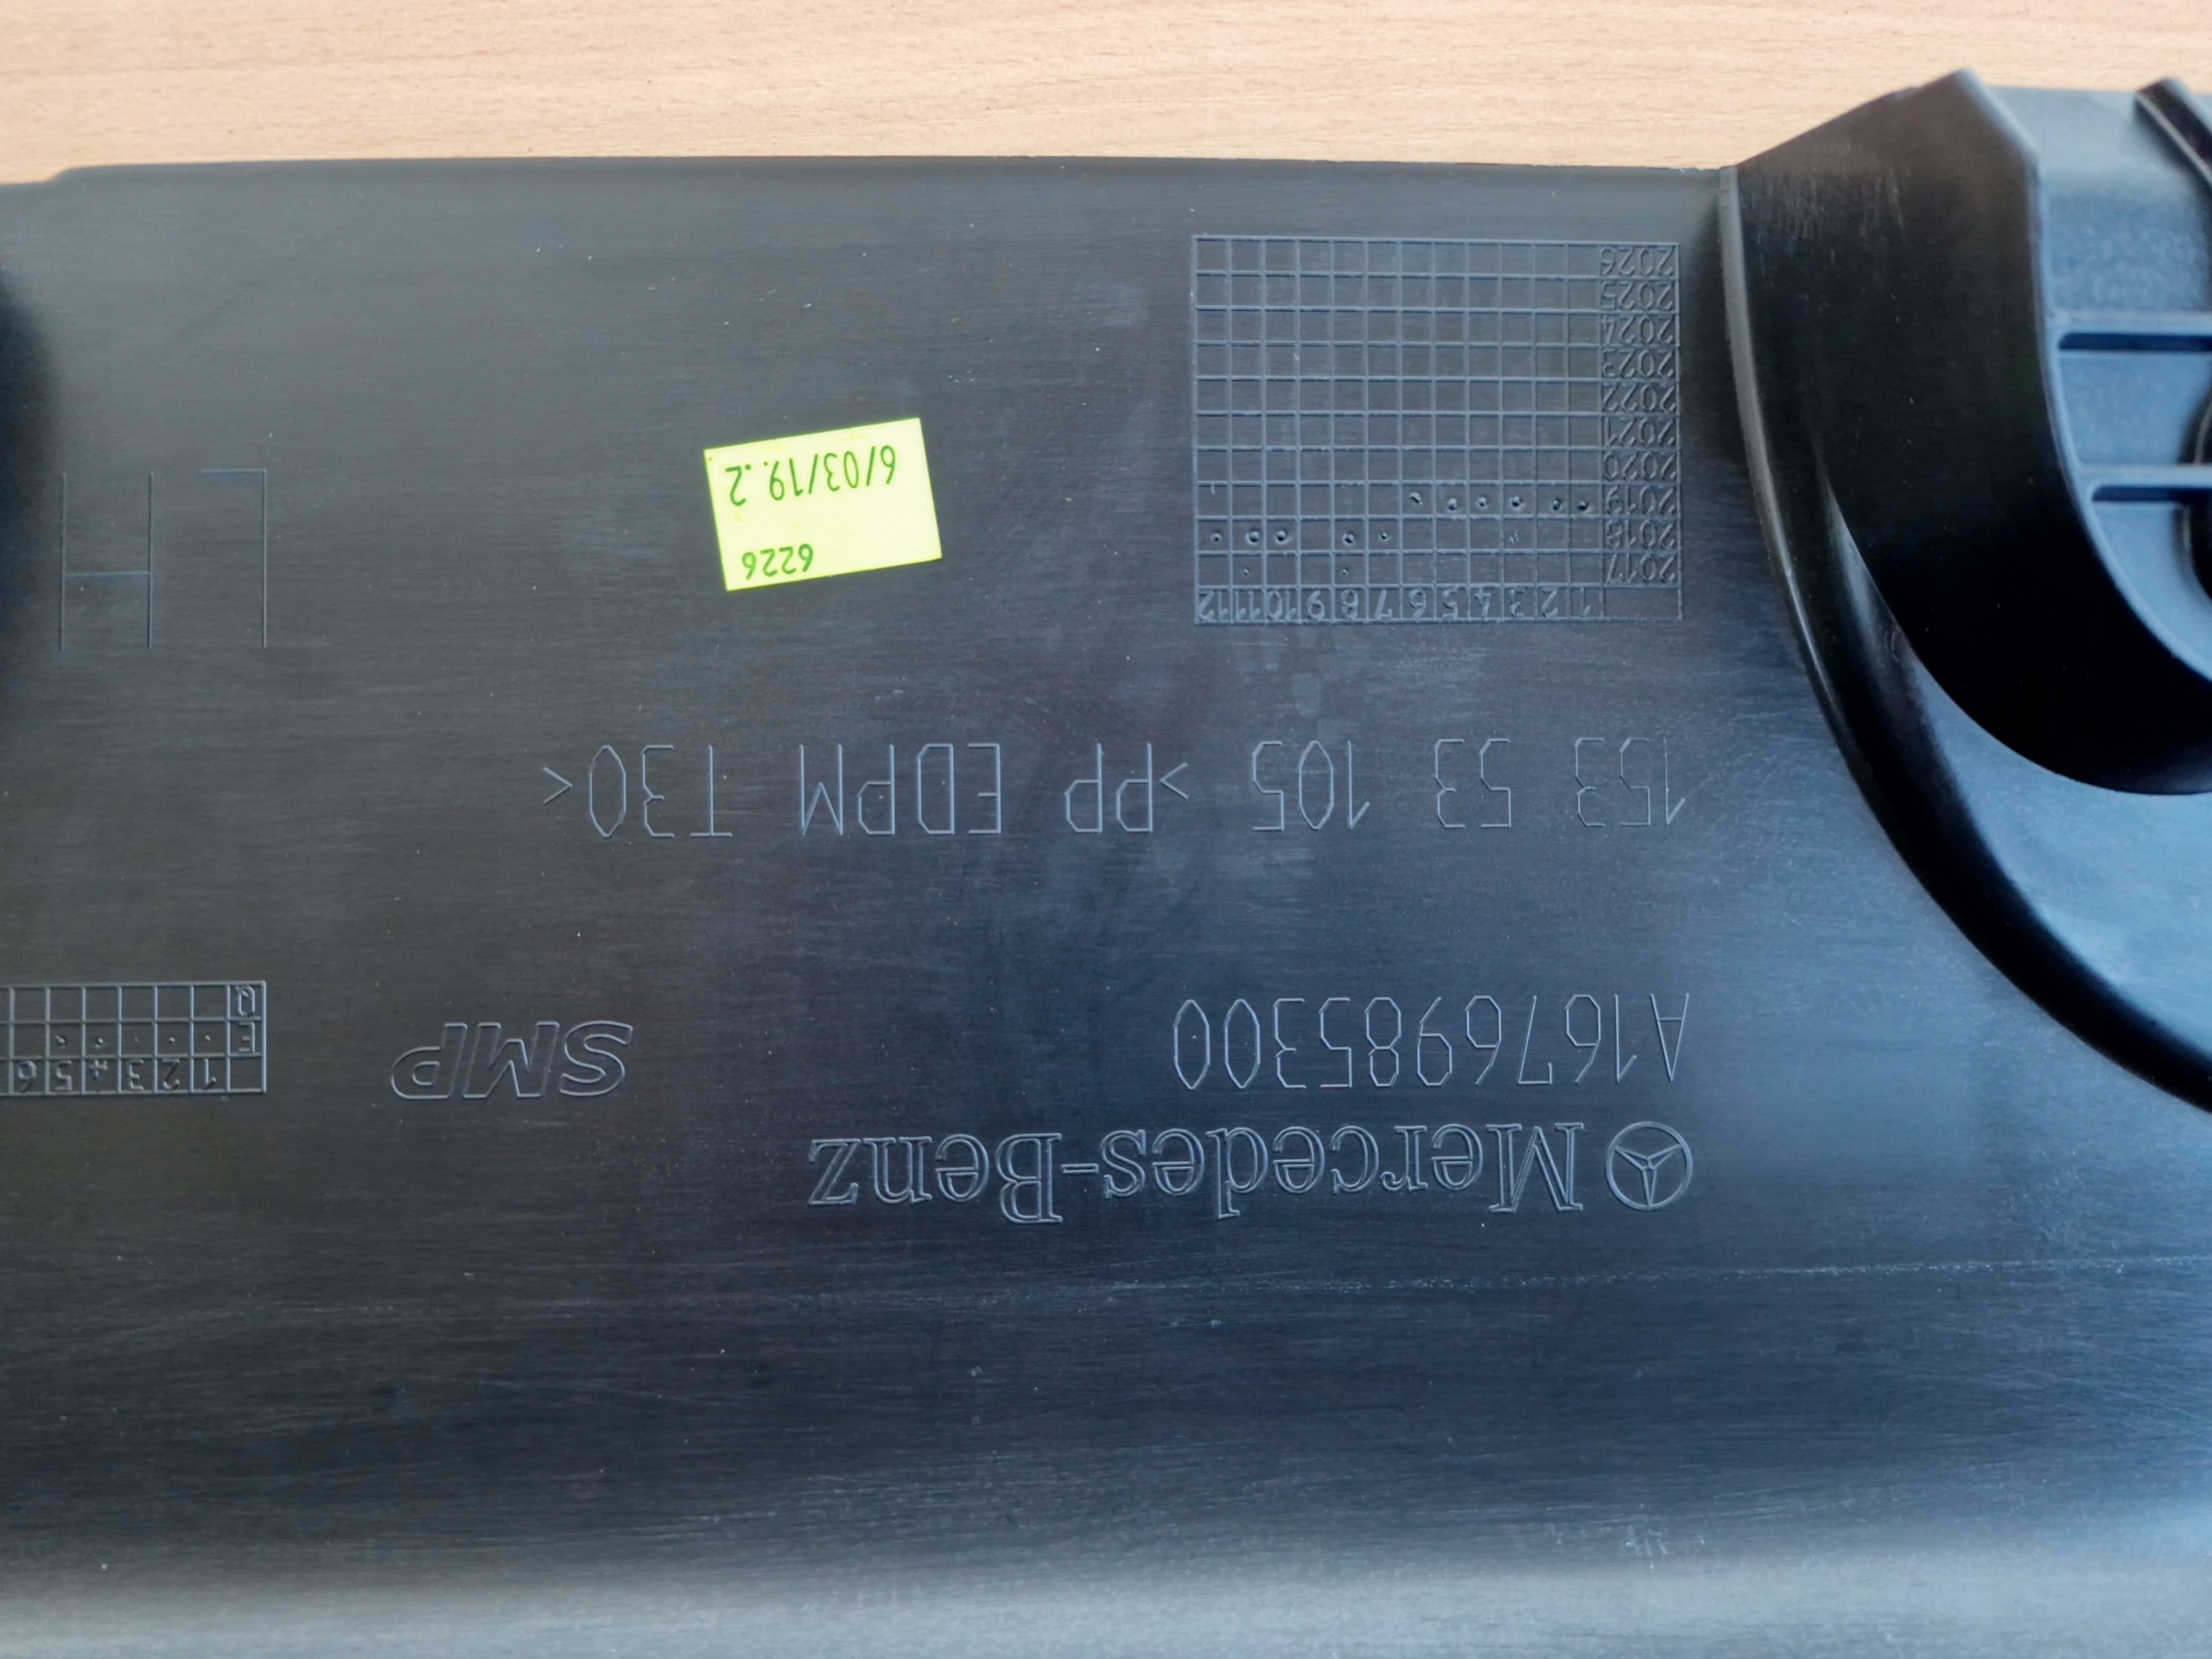 Mercedes-Benz
A1676985300
SMP
1 2 3 4 5 6
E
Q
153 53 105 >PP EDPM T30<
LH
1 2 3 4 5 6 7 8 9 10 11 12
2017
2018
2019
2020
2021
2022
2023
2024
2025
2026
6226
6/03/19 .2